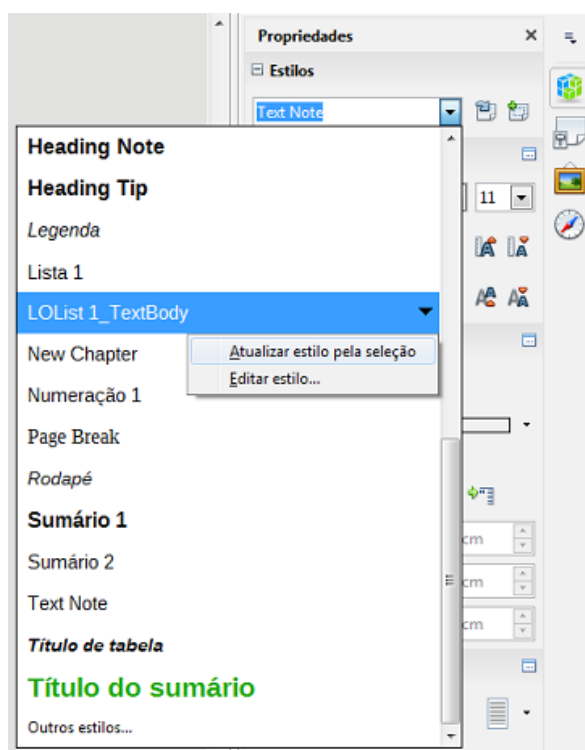 Propriedades
Estilos
Text Note
Heading Note
Heading Tip
11
Legenda
Lista 1
LOList 1_TextBody
New Chapter
Atualizar estilo pela seleção
Editar estilo...
Numeração 1
Page Break
Rodapé
Sumário 1
cm
Sumário 2
cm
Text Note
cm
Título de tabela
Título do sumário
Outros estilos...